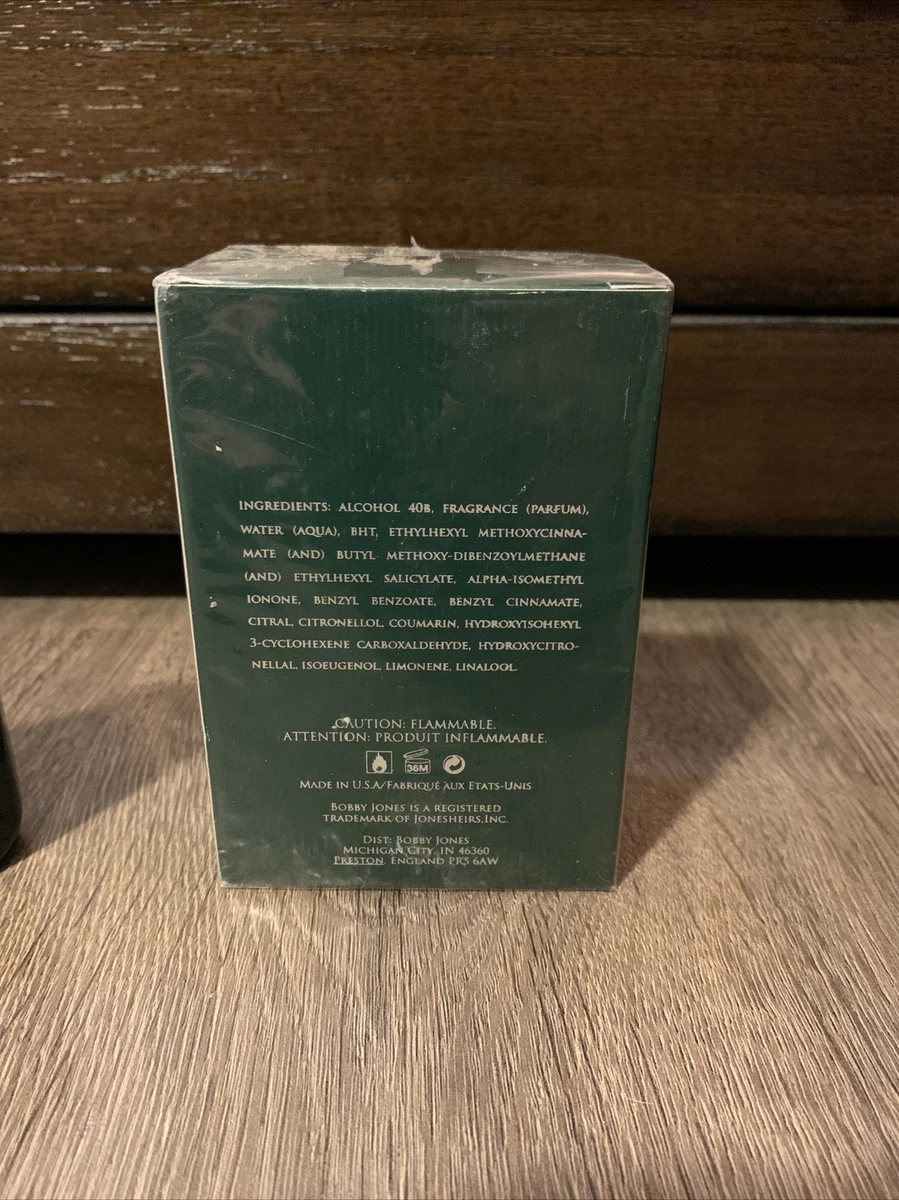 INGREDIENTS: ALCOHOL 40B, FRAGRANCE (PARFUM),
WATER (AQUA), BHT, ETHYLHEXYL METHOXYCINNA-
MATE (AND) BUTYL METHOXY-DIBENZOYLMETHANE
(AND) ETHYLHEXYL SALICYLATE, ALPHA-ISOMETHYL
IONONE, BENZYL BENZOATE, BENZYL CINNAMATE,
CITRAL, CITRONELLOL, COUMARIN, HYDROXYISOHEXYL
3-CYCLOHEXENE CARBOXALDEHYDE, HYDROXYCITRO-
NELLAL, ISOEUGENOL, LIMONENE, LINALOOL.
CAUTION: FLAMMABLE.
ATTENTION: PRODUIT INFLAMMABLE.
36M
MADE IN U.S.A/FABRIQUÉ AUX ETATS-UNIS
BOBBY JONES IS A REGISTERED
TRADEMARK OF JONESHEIRS.INC.
DIST: BOBBY JONES
MICHIGAN CITY, IN 46360
PRESTON, ENGLAND PR5 6AW